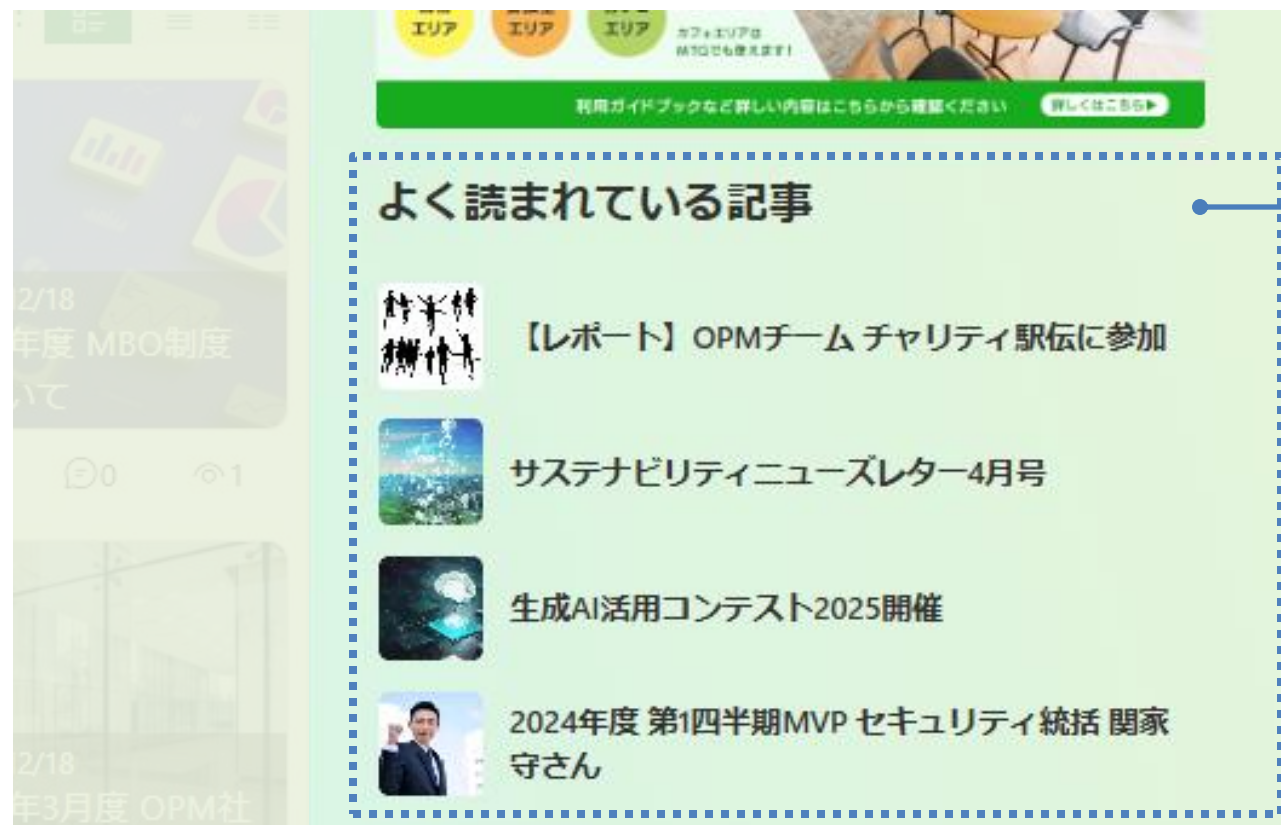 エリア
エリア
エリア
カフェエリアは
MTGでも使えます!
利用ガイドブックなど詳しい内容はこちらから確認ください
詳しくはこちら▶
よく読まれている記事
【レポート】OPMチーム チャリティ駅伝に参加
サステナビリティニューズレター4月号
生成AI活用コンテスト2025開催
2024年度 第1四半期MVP セキュリティ統括 関家
守さん
2/18
年度 MBO制度
いて
0
1
2/18
年3月度 OPM社